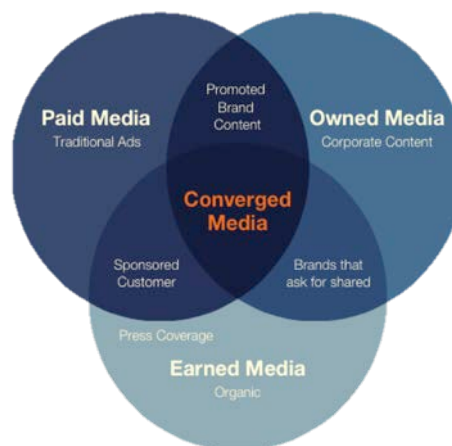 Promoted
Brand
Content
Paid Media
Traditional Ads
Owned Media
Corporate Content
Converged
Media
Sponsored
Customer
Brands that
ask for shared
Press Coverage
Earned Media
Organic